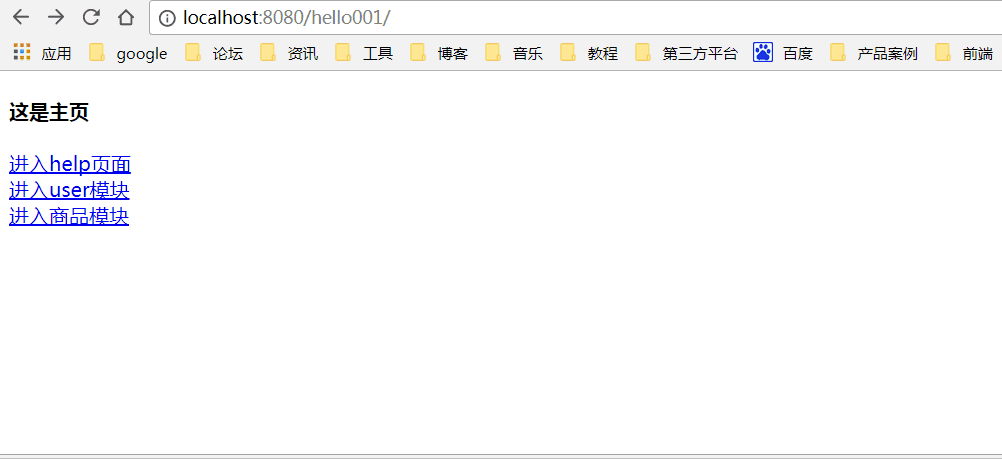 localhost:8080/hello001/
应用 google 论坛 资讯 工具 博客 音乐 教程 第三方平台 百度 产品案例 前端
这是主页
进入help页面
进入user模块
进入商品模块